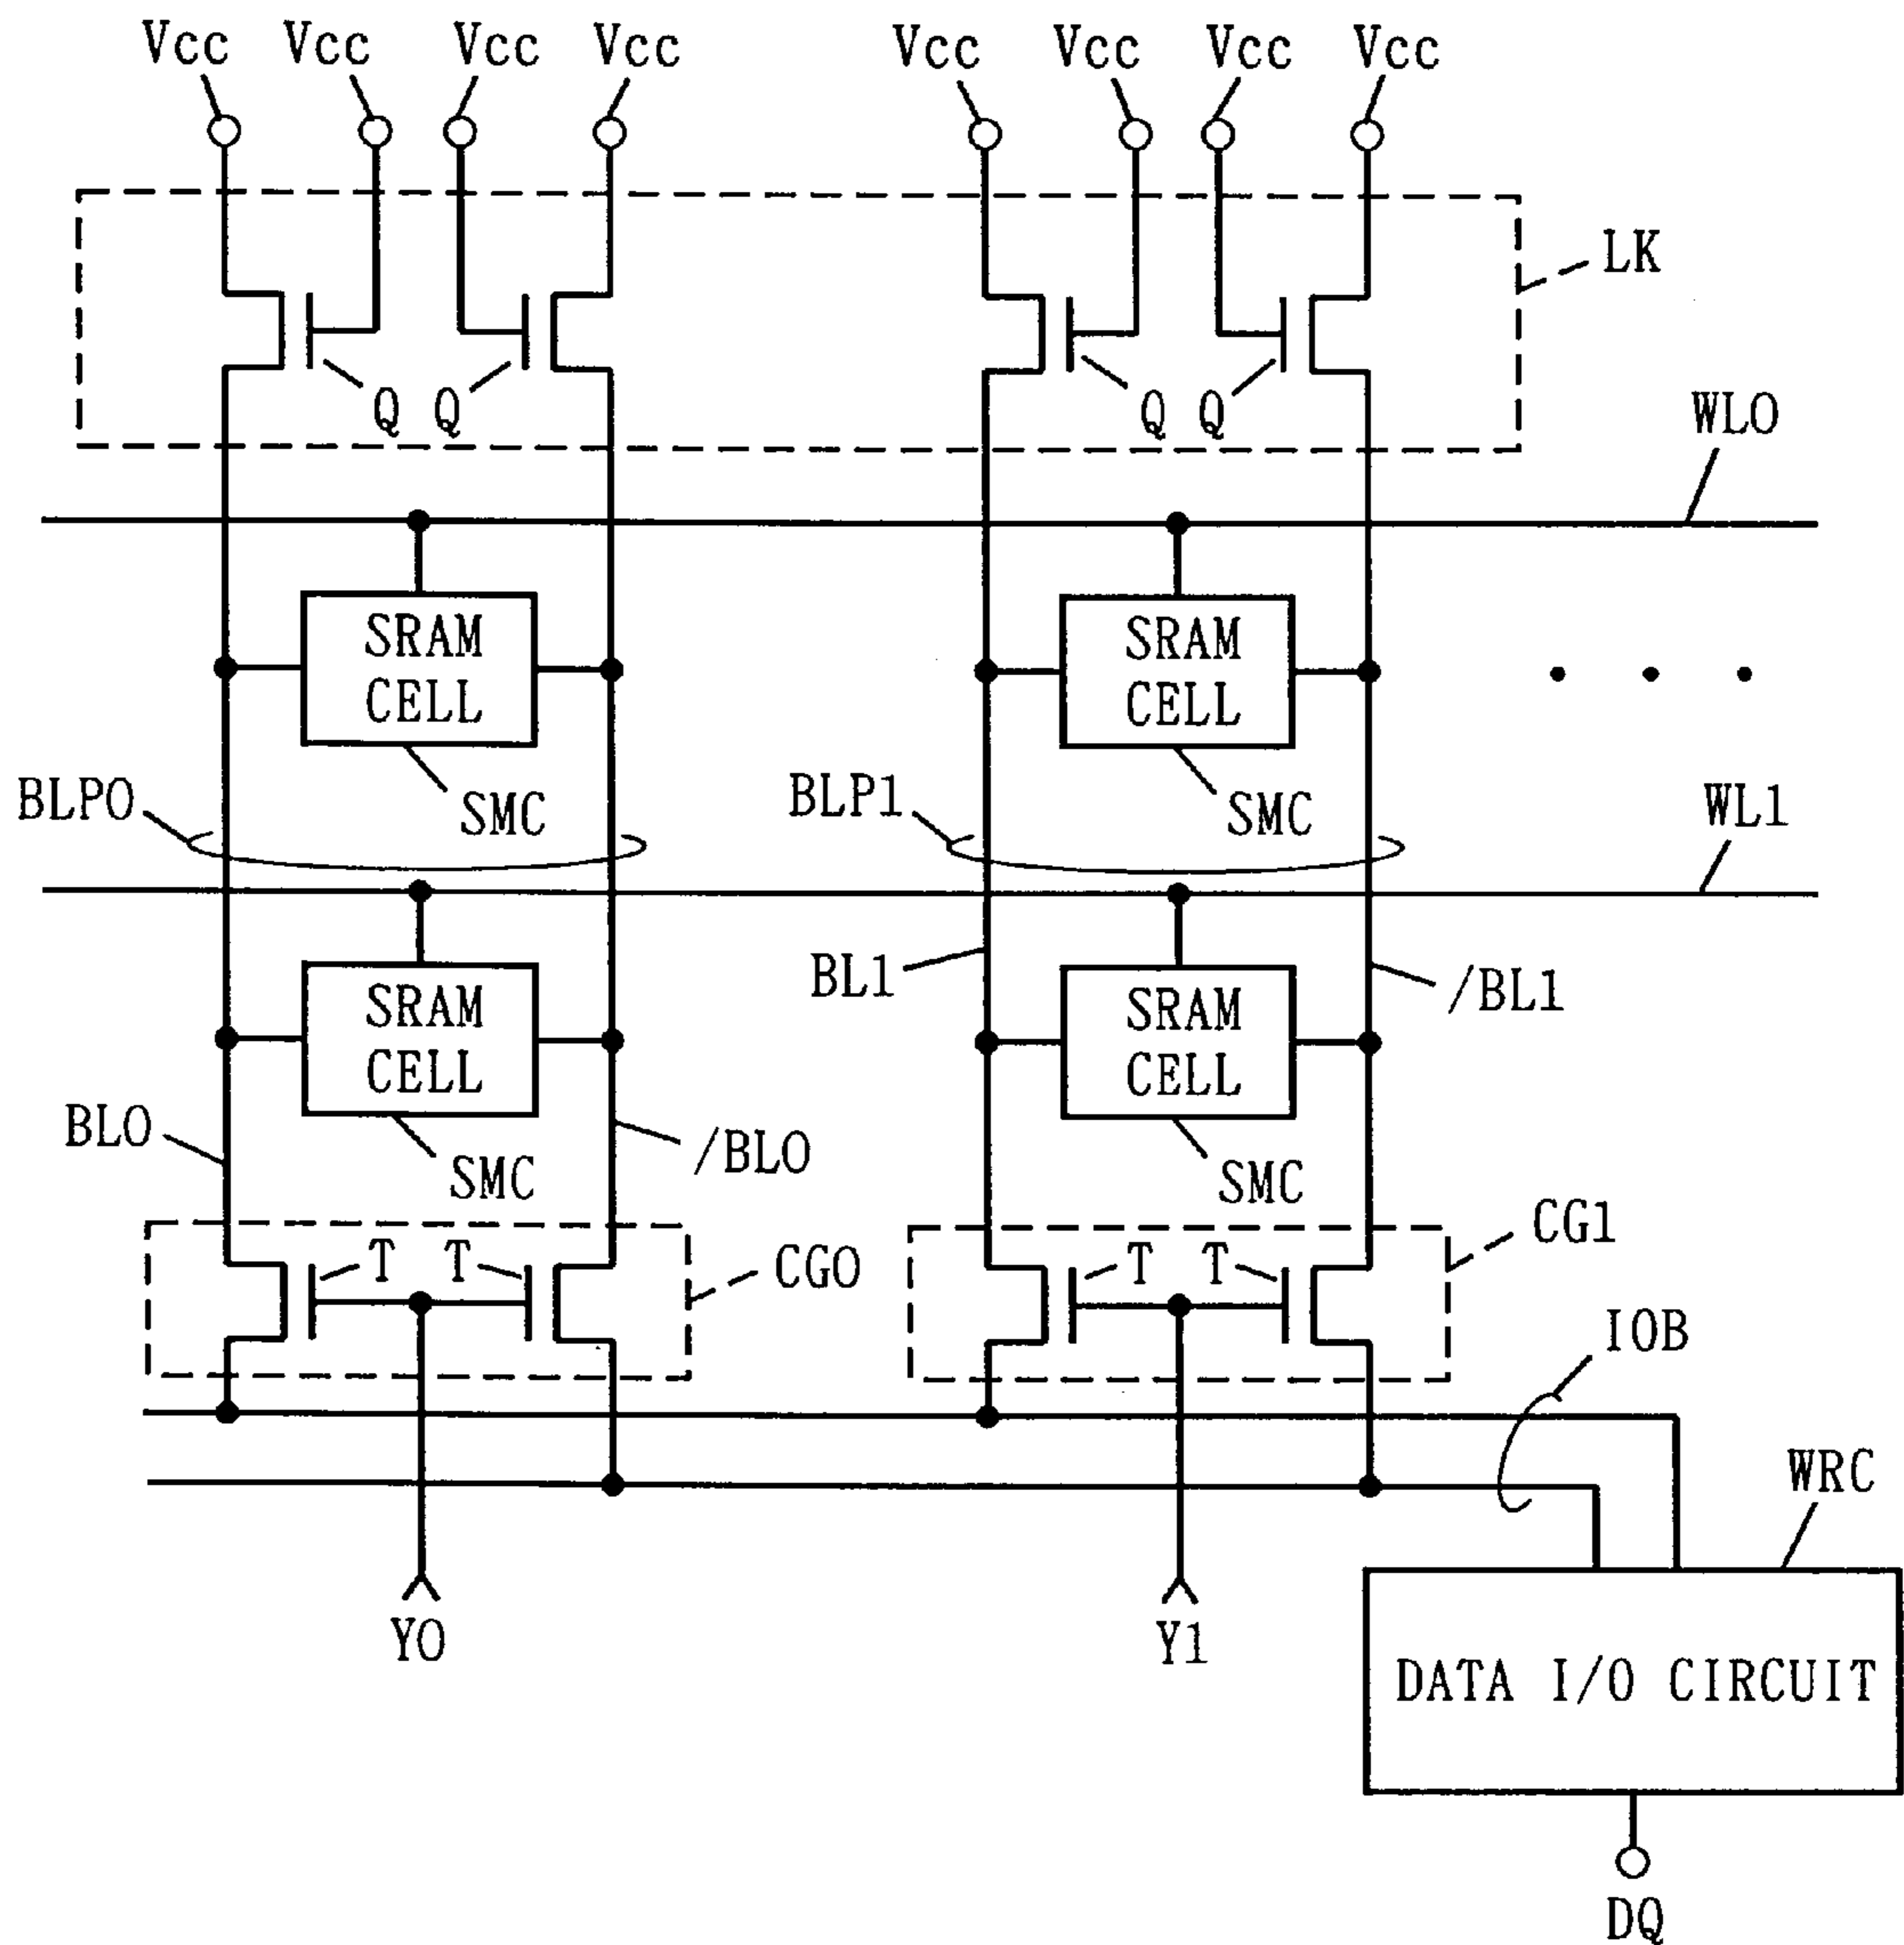 Vcc Vcc Vcc Vcc Vcc Vcc Vcc Vcc
LK
Q Q Q Q
WL0
SRAM CELL SRAM CELL
SMC SMC
BLP0 BLP1
WL1
BL1
/BL1
SRAM CELL SRAM CELL
BL0
/BL0
SMC SMC
CG1
T T CG0 T T
IOB
WRC
Y0 Y1
DATA I/O CIRCUIT
DQ